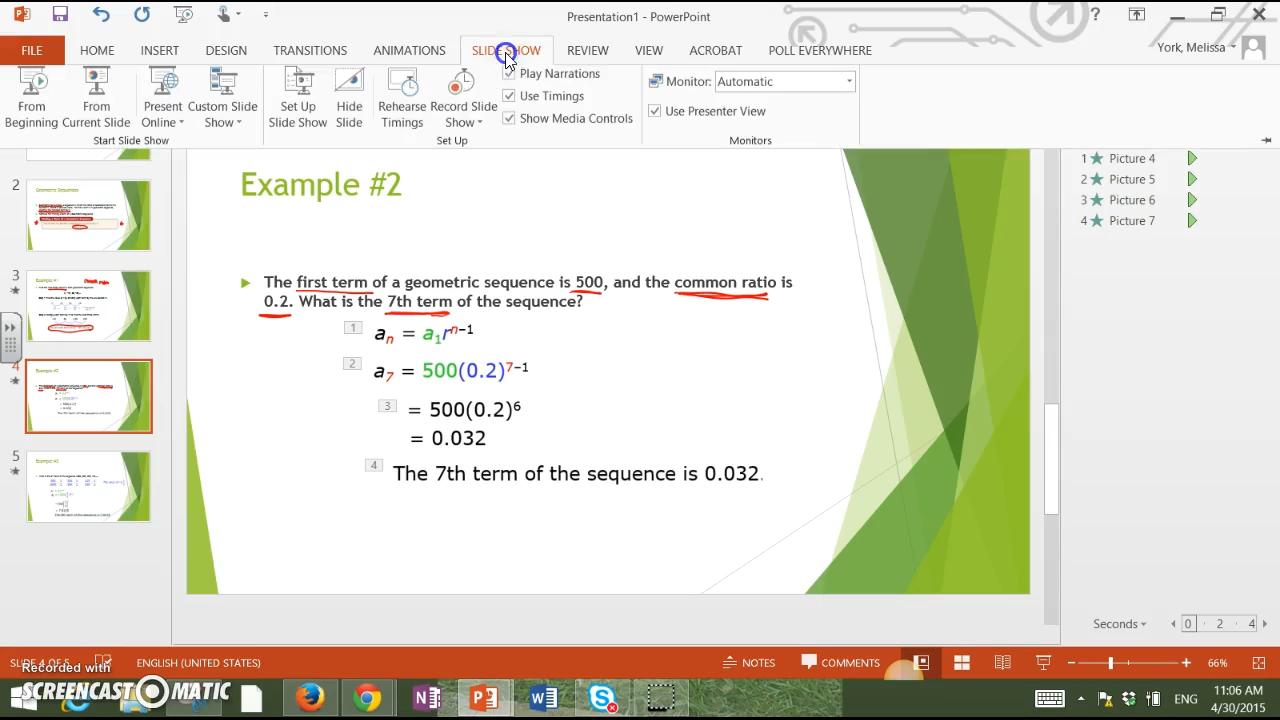 Presentation1 - PowerPoint
FILE HOME INSERT DESIGN TRANSITIONS ANIMATIONS SLIDE SHOW REVIEW VIEW ACROBAT POLL EVERYWHERE York, Melissa
From Beginning
From Current Slide
Present Online
Custom Slide Show
Set Up Slide Show
Hide Slide
Rehearse Timings
Record Slide Show
Play Narrations
Use Timings
Show Media Controls
Monitor: Automatic
Use Presenter View
Start Slide Show
Set Up
Monitors
2
3
4
5
Example #2
The first term of a geometric sequence is 500, and the common ratio is
0.2. What is the 7th term of the sequence?
1 aₙ = a₁rⁿ⁻¹
2 a₇ = 500(0.2)⁷⁻¹
3 = 500(0.2)⁶
= 0.032
4 The 7th term of the sequence is 0.032.
1 Picture 4
2 Picture 5
3 Picture 6
4 Picture 7
Seconds 0 2 4
ENGLISH (UNITED STATES)
NOTES COMMENTS 66%
Recorded with
SCREENCAST O MATIC
ENG
11:06 AM
4/30/2015